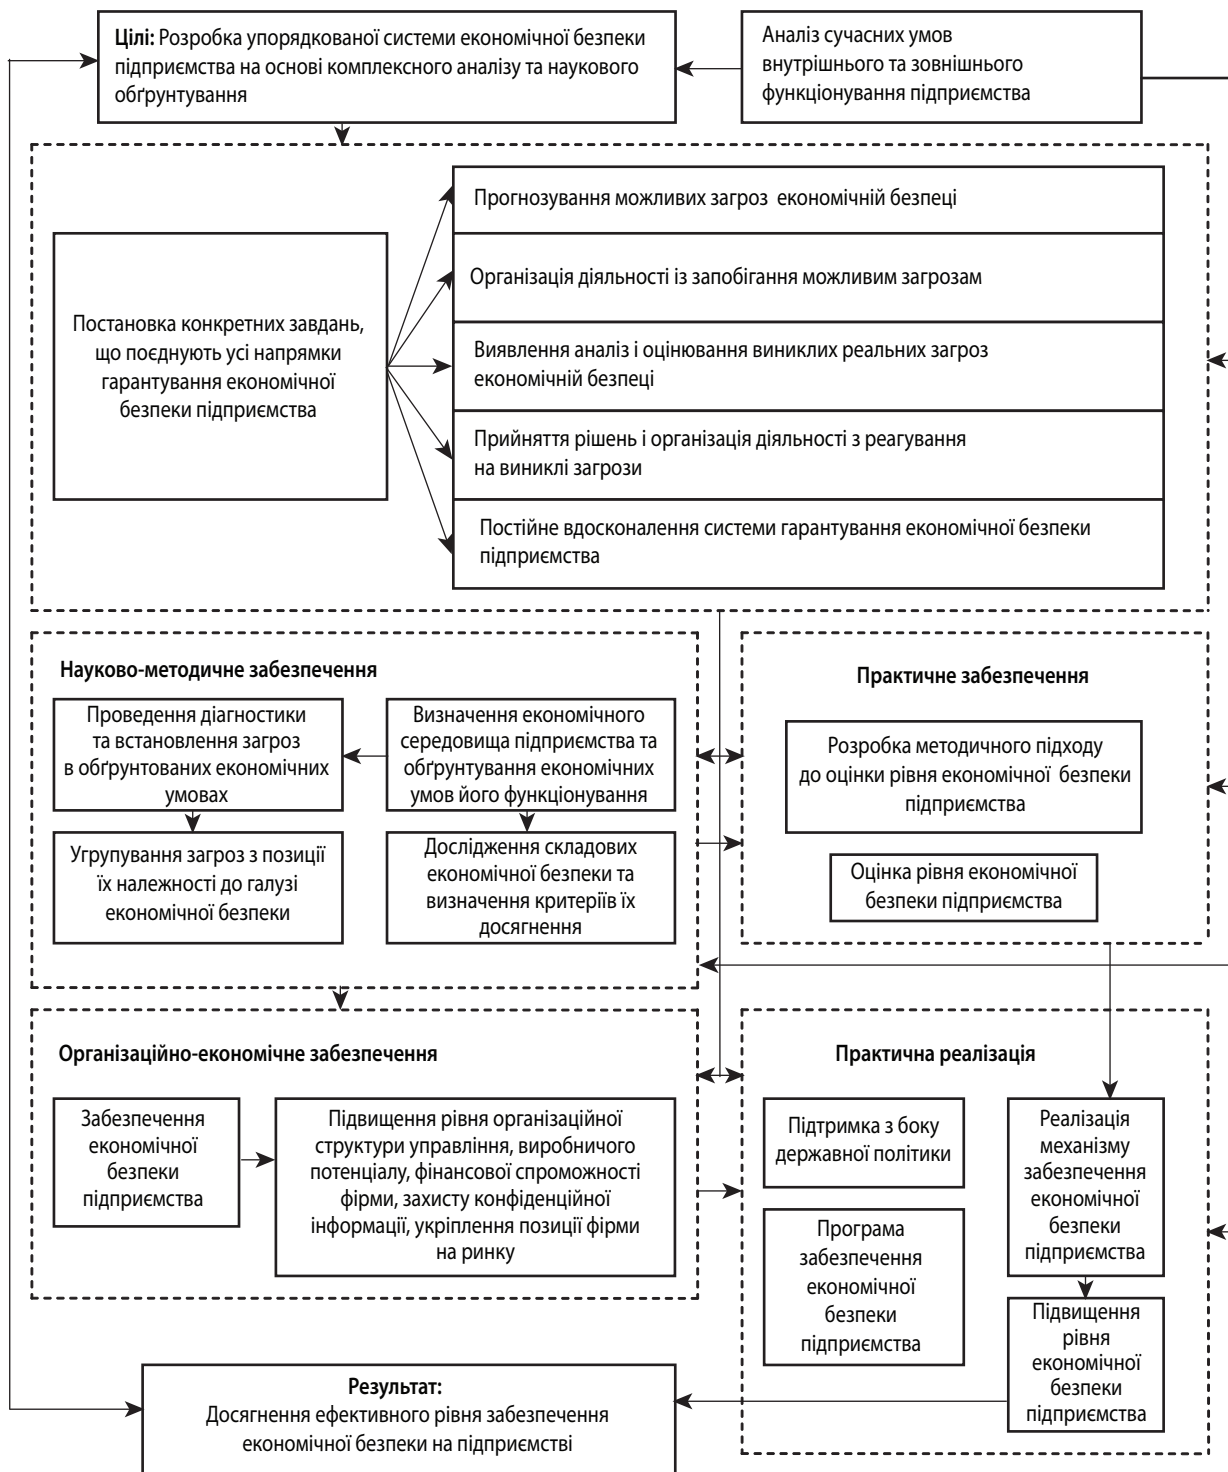 Цілі: Розробка упорядкованої системи економічної безпеки
підприємства на основі комплексного аналізу та наукового
обґрунтування
Аналіз сучасних умов
внутрішнього та зовнішнього
функціонування підприємства
Постановка конкретних завдань,
що поєднують усі напрямки
гарантування економічної
безпеки підприємства
Прогнозування можливих загроз економічній безпеці
Організація діяльності із запобігання можливим загрозам
Виявлення аналіз і оцінювання виниклих реальних загроз
економічній безпеці
Прийняття рішень і організація діяльності з реагування
на виниклі загрози
Постійне вдосконалення системи гарантування економічної безпеки
підприємства
Науково-методичне забезпечення
Проведення діагностики
та встановлення загроз
в обґрунтованих економічних
умовах
Визначення економічного
середовища підприємства та
обґрунтування економічних
умов його функціонування
Угрупування загроз з позиції
їх належності до галузі
економічної безпеки
Дослідження складових
економічної безпеки та
визначення критеріїв їх
досягнення
Практичне забезпечення
Розробка методичного підходу
до оцінки рівня економічної безпеки
підприємства
Оцінка рівня економічної
безпеки підприємства
Організаційно-економічне забезпечення
Забезпечення
економічної
безпеки
підприємства
Підвищення рівня організаційної
структури управління, виробничого
потенціалу, фінансової спроможності
фірми, захисту конфіденційної
інформації, укріплення позиції фірми
на ринку
Практична реалізація
Підтримка з боку
державної політики
Програма
забезпечення
економічної
безпеки
підприємства
Реалізація
механізму
забезпечення
економічної
безпеки
підприємства
Підвищення
рівня
економічної
безпеки
підприємства
Результат:
Досягнення ефективного рівня забезпечення
економічної безпеки на підприємстві